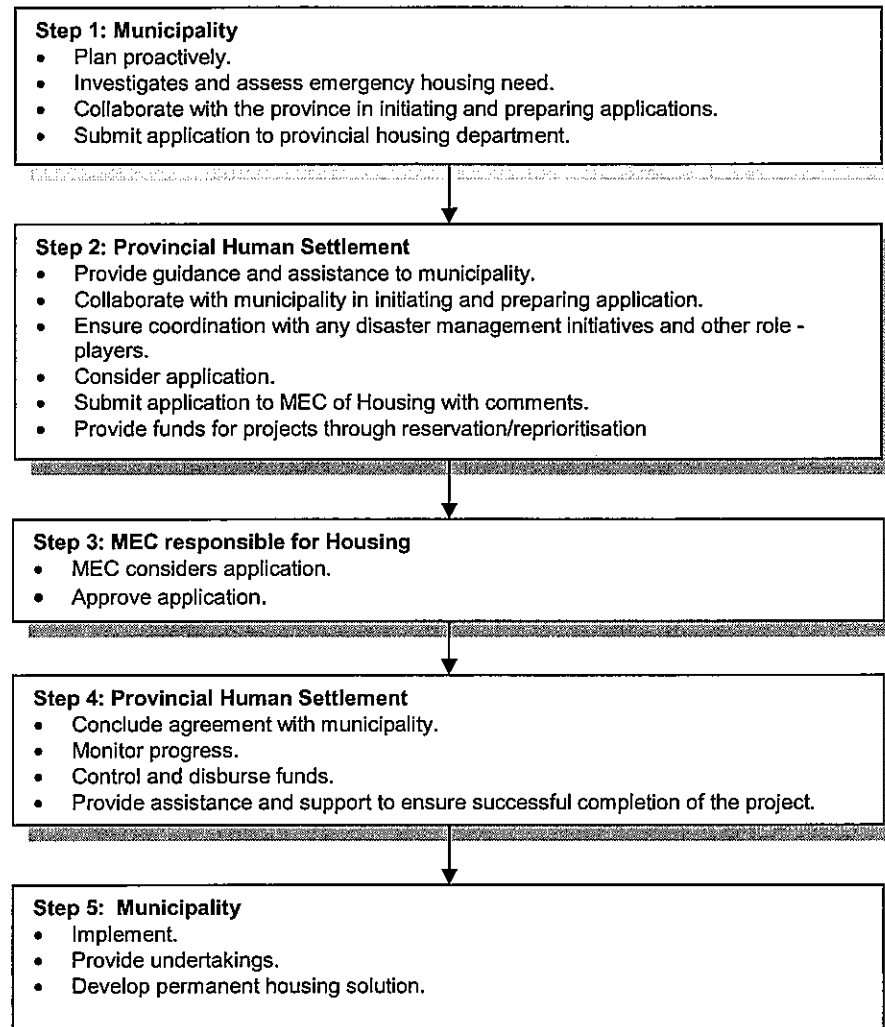 Step 1: Municipality
• Plan proactively.
• Investigates and assess emergency housing need.
• Collaborate with the province in initiating and preparing applications.
• Submit application to provincial housing department.
Step 2: Provincial Human Settlement
• Provide guidance and assistance to municipality.
• Collaborate with municipality in initiating and preparing application.
• Ensure coordination with any disaster management initiatives and other role -
players.
• Consider application.
• Submit application to MEC of Housing with comments.
• Provide funds for projects through reservation/reprioritisation
Step 3: MEC responsible for Housing
• MEC considers application.
• Approve application.
Step 4: Provincial Human Settlement
• Conclude agreement with municipality.
• Monitor progress.
• Control and disburse funds.
• Provide assistance and support to ensure successful completion of the project.
Step 5: Municipality
• Implement.
• Provide undertakings.
• Develop permanent housing solution.